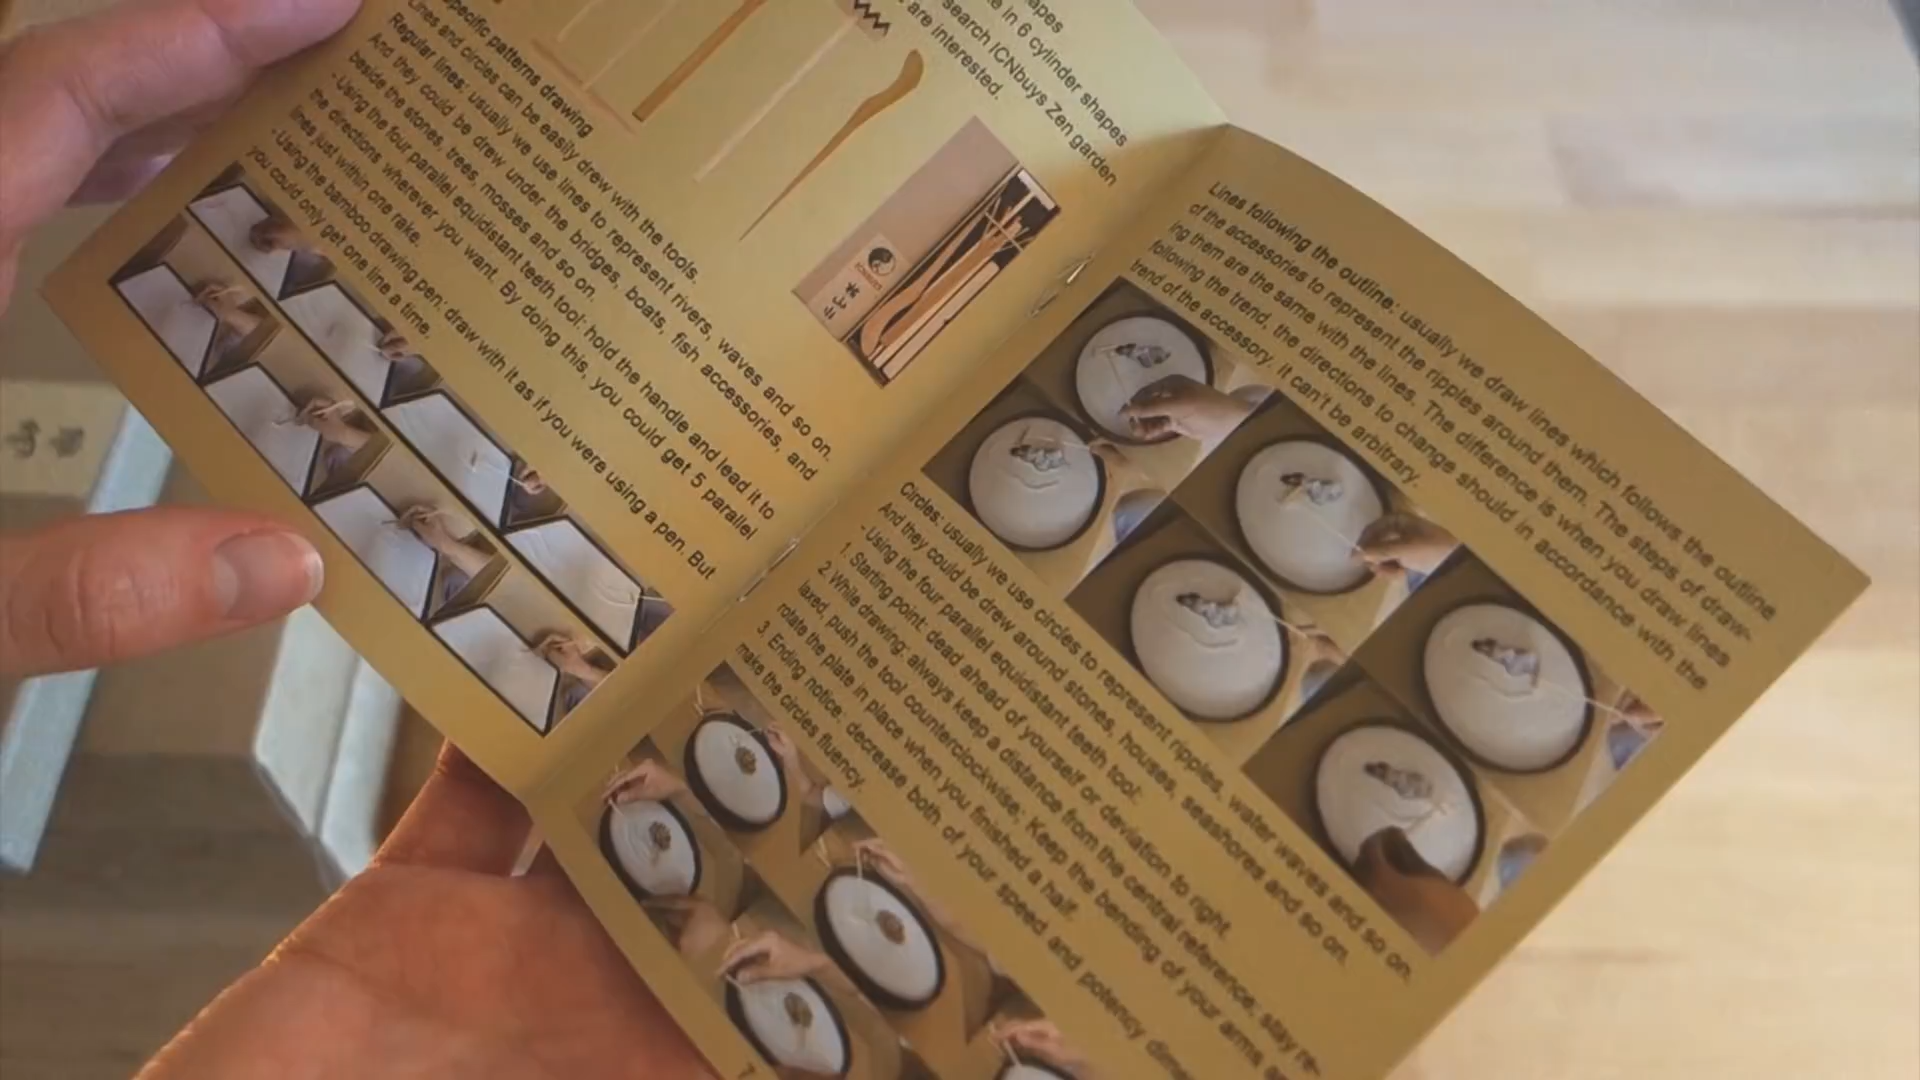 apes
e in 6 cylinder shapes
search ICNbuys Zen garden
are interested.
specific patterns drawing
Lines and circles can be easily drew with the tools.
Regular lines: usually we use lines to represent rivers, waves and so on.
And they could be drew under the bridges, boats, fish accessories, and
beside the stones, trees, mosses and so on.
- Using the four parallel equidistant teeth tool: hold the handle and lead it to
the directions wherever you want. By doing this, you could get 5 parallel
lines just within one rake.
- Using the bamboo drawing pen: draw with it as if you were using a pen. But
you could only get one line a time.
ICNBUYS
Lines following the outline: usually we draw lines which follows the outline
of the accessories to represent the ripples around them. The steps of draw-
ing them are the same with the lines. The difference is when you draw lines
following the trend, the directions to change should in accordance with the
trend of the accessory. It can't be arbitrary.
Circles: usually we use circles to represent ripples, water waves and so on.
And they could be drew around stones, houses, seashores and so on.
- Using the four parallel equidistant teeth tool:
1. Starting point: dead ahead of yourself or deviation to right.
2. While drawing: always keep a distance from the central reference; stay re-
laxed, push the tool counterclockwise; Keep the bending of your arms
rotate the plate in place when you finished a half.
3. Ending notice: decrease both of your speed and potency
make the circles fluency.
7